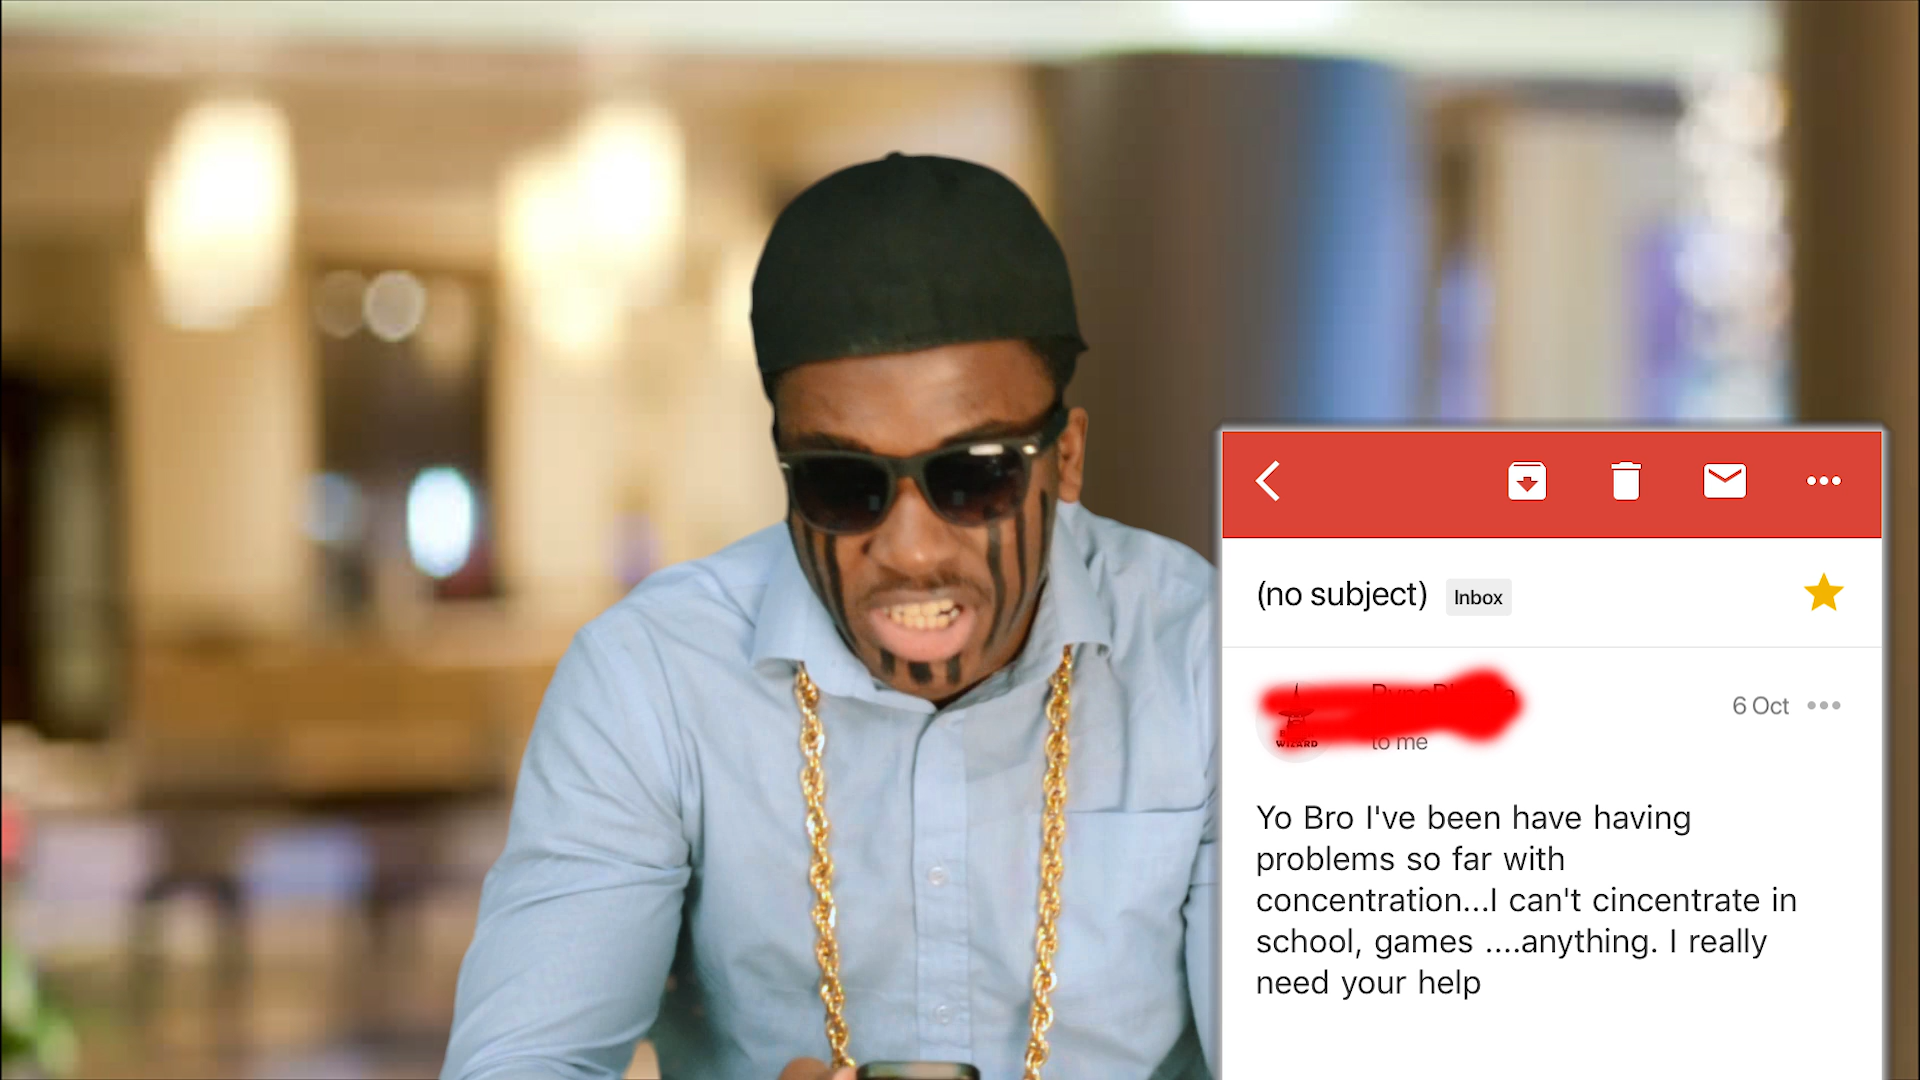 (no subject) Inbox
6 Oct
WIZARD
to me
Yo Bro I've been have having
problems so far with
concentration...I can't cincentrate in
school, games ....anything. I really
need your help